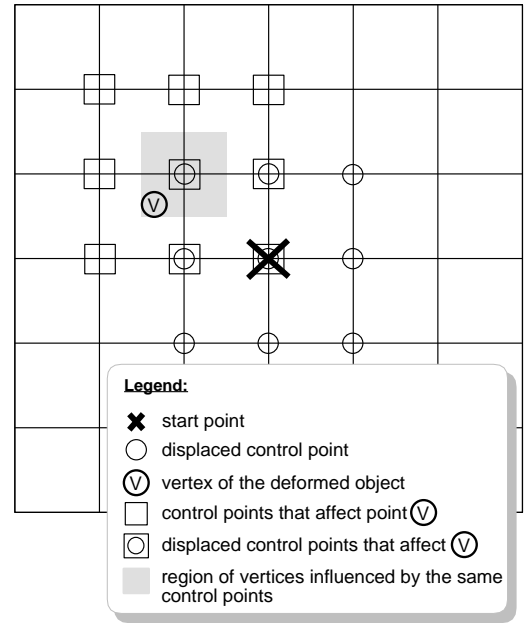 V
Legend:
start point
displaced control point
V vertex of the deformed object
control points that affect point V
displaced control points that affect V
region of vertices influenced by the same
control points